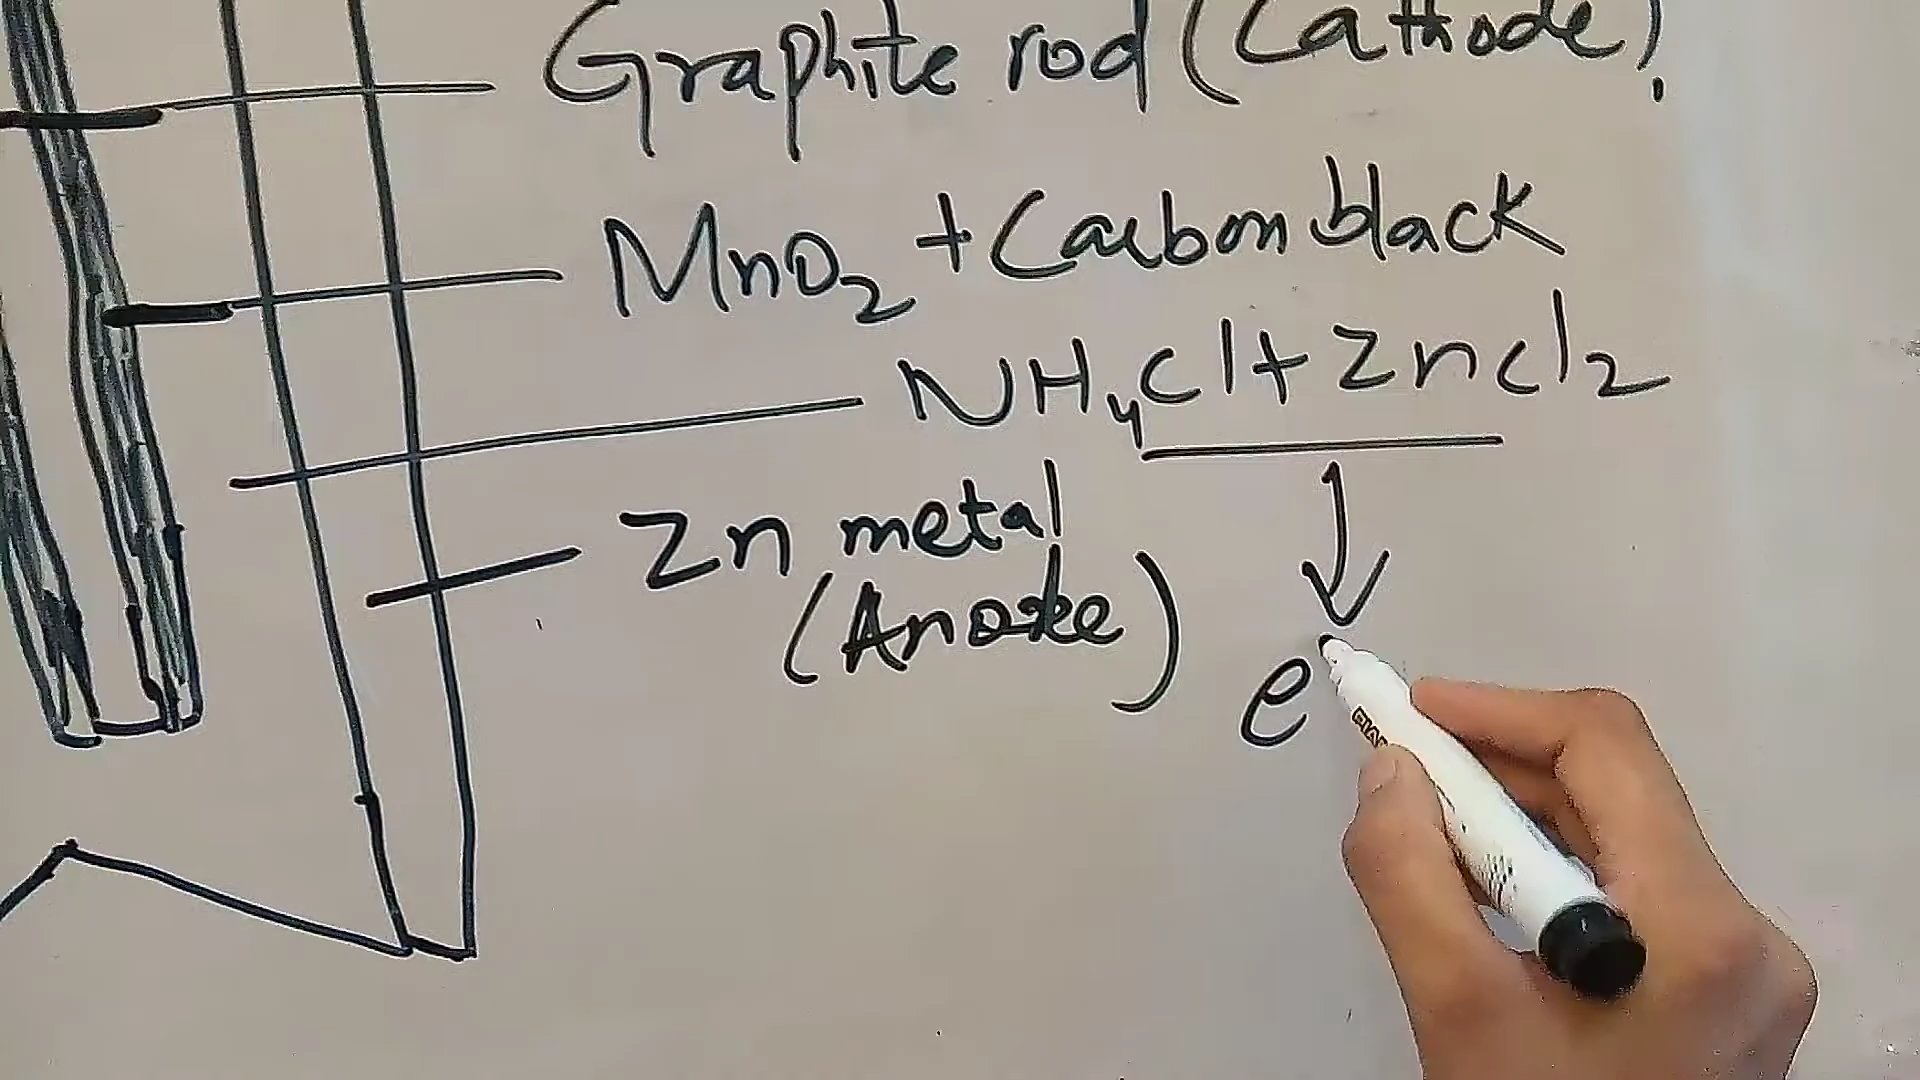 Graphite rod (Cathode)
MnO₂ + Carbon black
NH₄Cl + Zncl₂
Zn metal
(Anode)
e